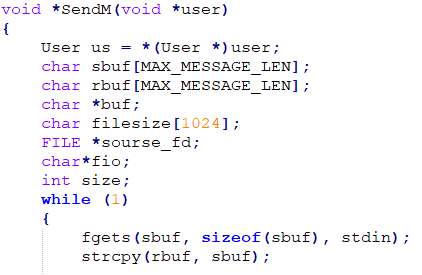 void *SendM(void *user)
{
    User us = *(User *)user;
    char sbuf[MAX_MESSAGE_LEN];
    char rbuf[MAX_MESSAGE_LEN];
    char *buf;
    char filesize[1024];
    FILE *sourse_fd;
    char*fio;
    int size;
    while (1)
    {
        fgets(sbuf, sizeof(sbuf), stdin);
        strcpy(rbuf, sbuf);